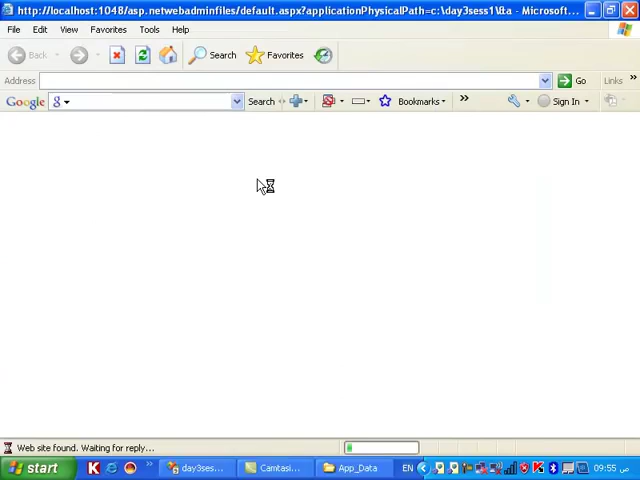 http://localhost:1048/asp.netwebadminfiles/default.aspx?applicationPhysicalPath=c:\day3sess1\&a - Microsoft...
File Edit View Favorites Tools Help
Back Search Favorites
Address Go Links »
Google g Search Bookmarks » Sign In
Web site found. Waiting for reply...
start K » day3ses... Camtasi... App_Data EN ص 09:55